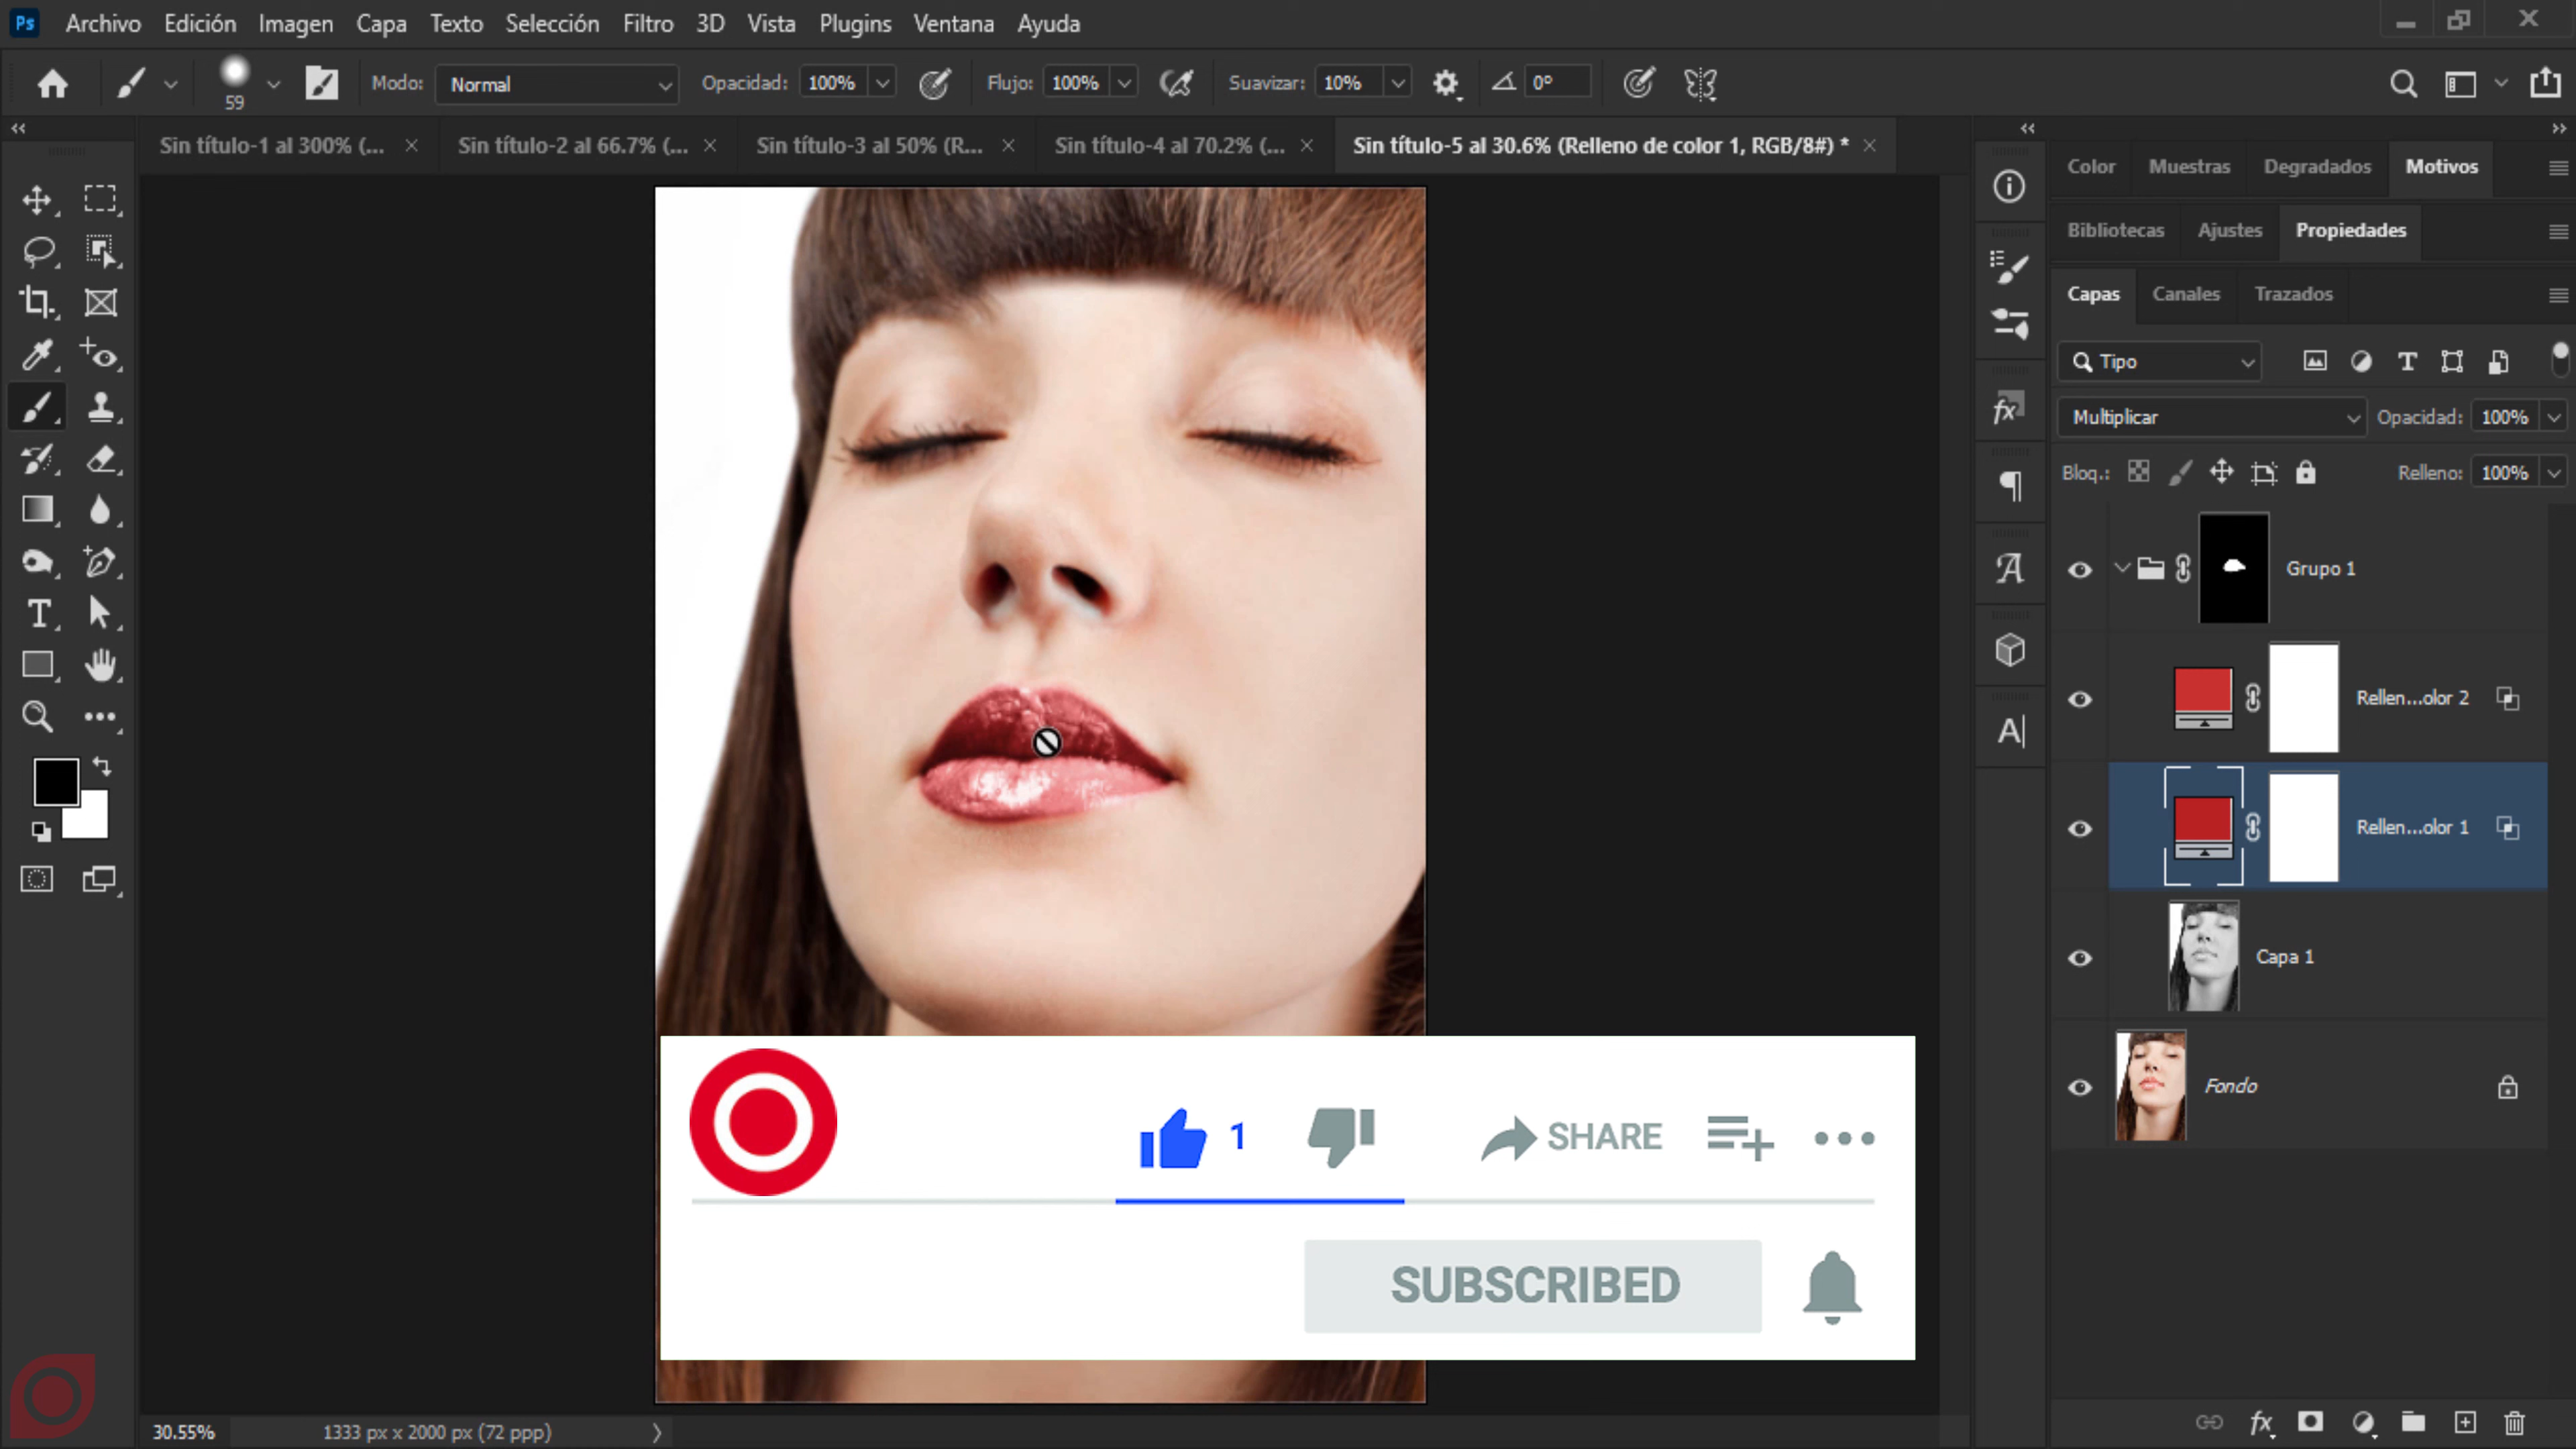 Ps Archivo Edición Imagen Capa Texto Selección Filtro 3D Vista Plugins Ventana Ayuda
59 Modo: Normal Opacidad: 100% Flujo: 100% Suavizar: 10% 0°
Sin título-1 al 300% (... × Sin título-2 al 66.7% (... × Sin título-3 al 50% (R... × Sin título-4 al 70.2% (... × Sin título-5 al 30.6% (Relleno de color 1, RGB/8#) * ×
Color Muestras Degradados Motivos
Bibliotecas Ajustes Propiedades
Capas Canales Trazados
Tipo
Multiplicar Opacidad: 100%
Bloq.: Relleno: 100%
Grupo 1
Rellen...olor 2
Rellen...olor 1
Capa 1
Fondo
1 SHARE
SUBSCRIBED
30.55% 1333 px x 2000 px (72 ppp)